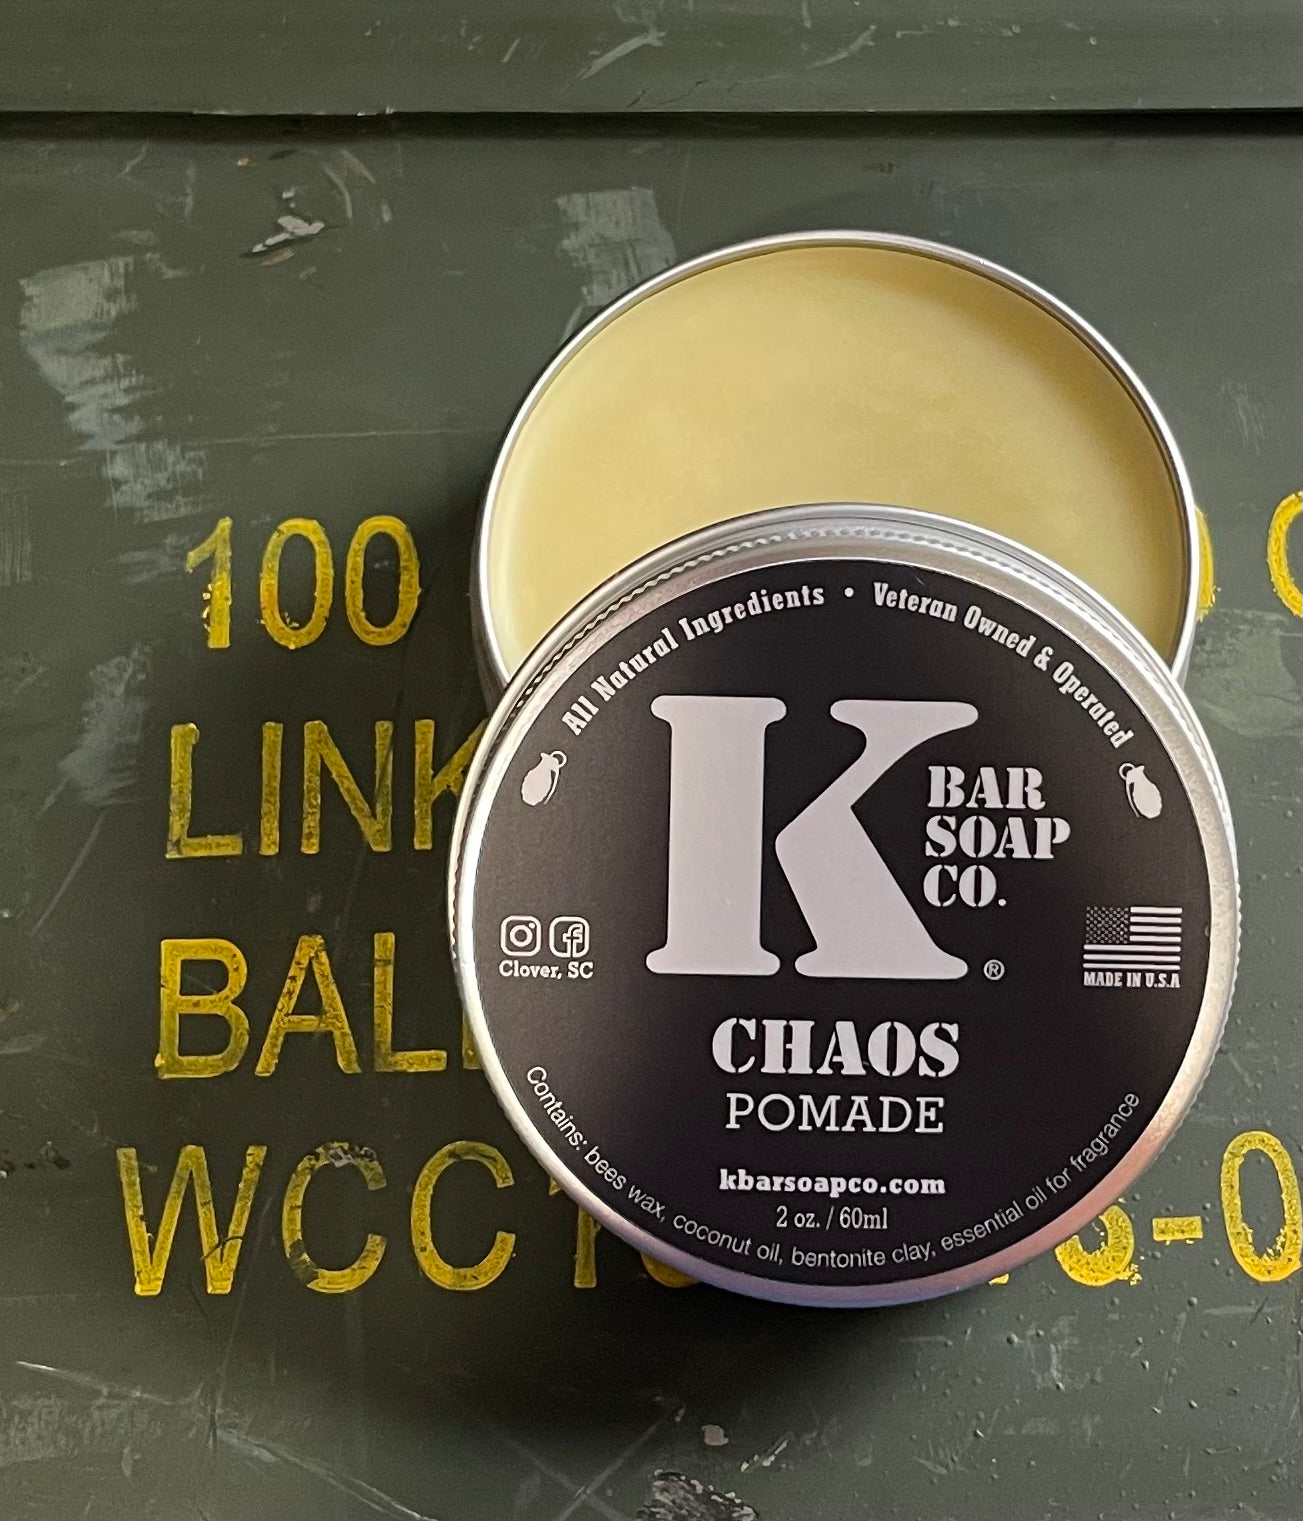 100
LINK
BAL
WCC
All Natural Ingredients • Veteran Owned & Operated
K
BAR
SOAP
CO.
®
Clover, SC
MADE IN U.S.A
CHAOS
POMADE
kbarsoapco.com
2 oz. / 60ml
Contains: bees wax, coconut oil, bentonite clay, essential oil for fragrance